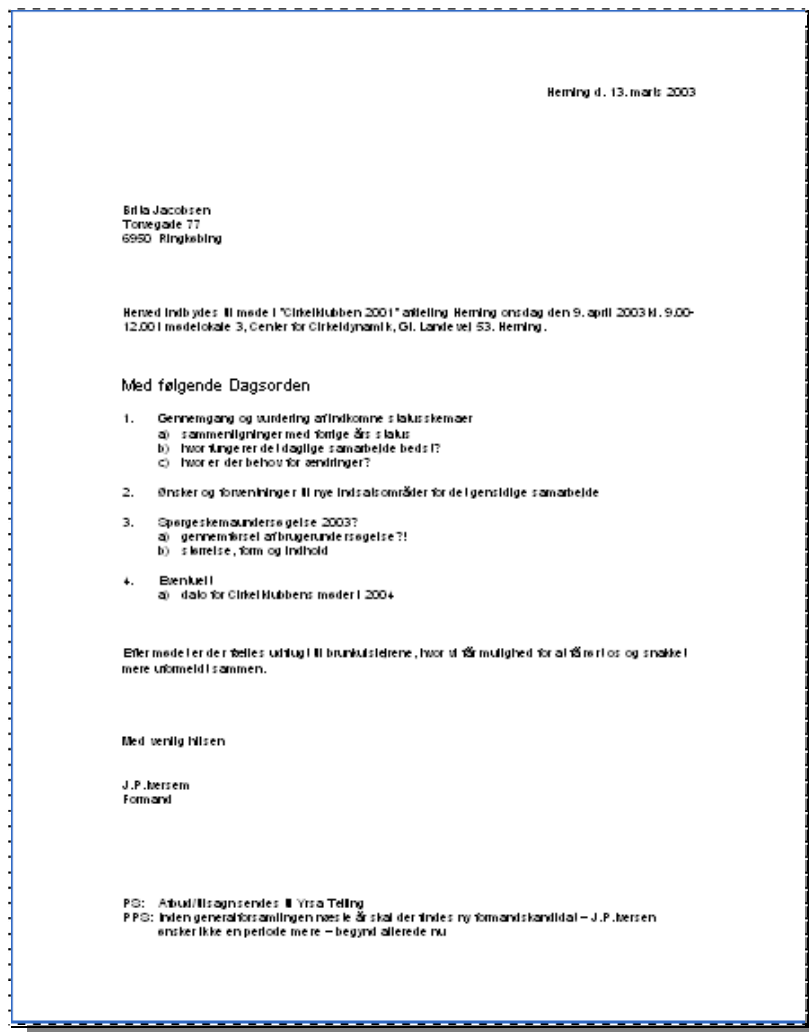 Herning d. 13. marts 2003
Brita Jacobsen
Torvegade 77
6950 Ringkøbing
Herved indbydes til møde i "Cirkelklubben 2001" afdeling Herning onsdag den 9. april 2003 kl. 9.00-
12.00 i mødelokale 3, Center for Cirkeldynamik, Gl. Landevej 53, Herning.
Med følgende Dagsorden
1. Gennemgang og vurdering af indkomne statusskemaer
a) sammenligninger med forrige års status
b) hvor fungerer det daglige samarbejde bedst?
c) hvor er der behov for ændringer?
2. Ønsker og forventninger til nye indsatsområder for det gensidige samarbejde
3. Spørgeskemaundersøgelse 2003?
a) gennemførsel af brugerundersøgelse?!
b) størrelse, form og indhold
4. Eventuelt
a) dato for Cirkelklubbens møder i 2004
Efter mødet er der fælles udflugt til brunkulslejrene, hvor vi får mulighed for at få rørt os og snakket
mere uformelt sammen.
Med venlig hilsen
J.P.Iversen
Formand
PS: Afbud/tilsagn sendes til Yrsa Telling
PPS: Inden generalforsamlingen næste år skal der findes ny formandskandidat – J.P.Iversen
ønsker ikke en periode mere – begynd allerede nu